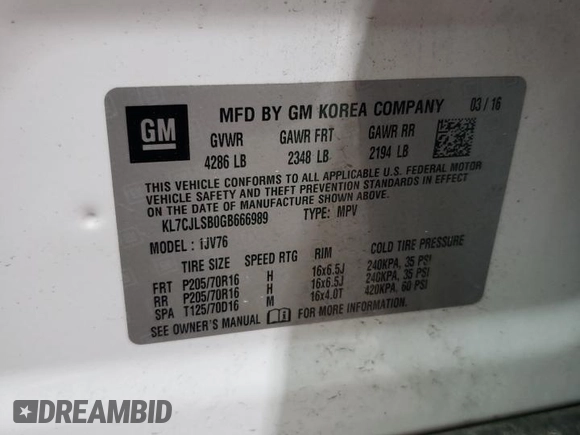 GM
MFD BY GM KOREA COMPANY 03/16
GVWR GAWR FRT GAWR RR
4286 LB 2348 LB 2194 LB
THIS VEHICLE CONFORMS TO ALL APPLICABLE U.S. FEDERAL MOTOR
VEHICLE SAFETY AND THEFT PREVENTION STANDARDS IN EFFECT
ON THE DATE OF MANUFACTURE SHOWN ABOVE.
KL7CJLSB0GB666989 TYPE: MPV
MODEL: 1JV76
TIRE SIZE SPEED RTG RIM COLD TIRE PRESSURE
FRT P205/70R16 H 16x6.5J 240KPA, 35 PSI
RR P205/70R16 H 16x6.5J 240KPA, 35 PSI
SPA T125/70D16 M 16x4.0T 420KPA, 60 PSI
SEE OWNER'S MANUAL FOR MORE INFORMATION.
DREAMBID